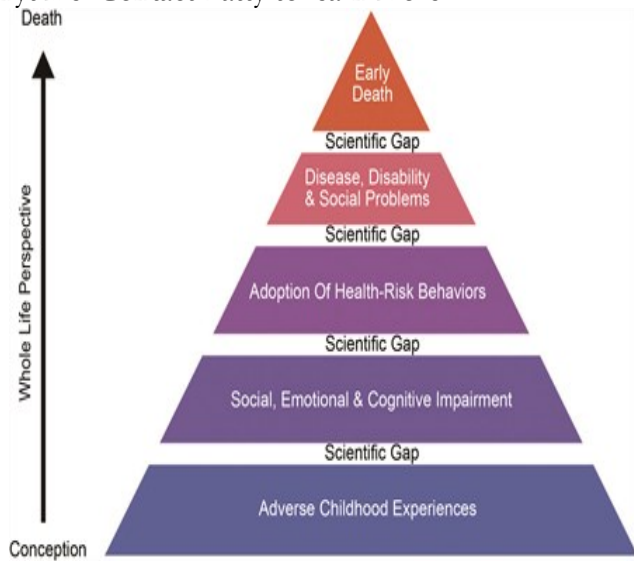 Death
Early
Death
Scientific Gap
Disease, Disability
& Social Problems
Scientific Gap
Adoption Of Health-Risk Behaviors
Scientific Gap
Social, Emotional & Cognitive Impairment
Scientific Gap
Adverse Childhood Experiences
Conception
Whole Life Perspective